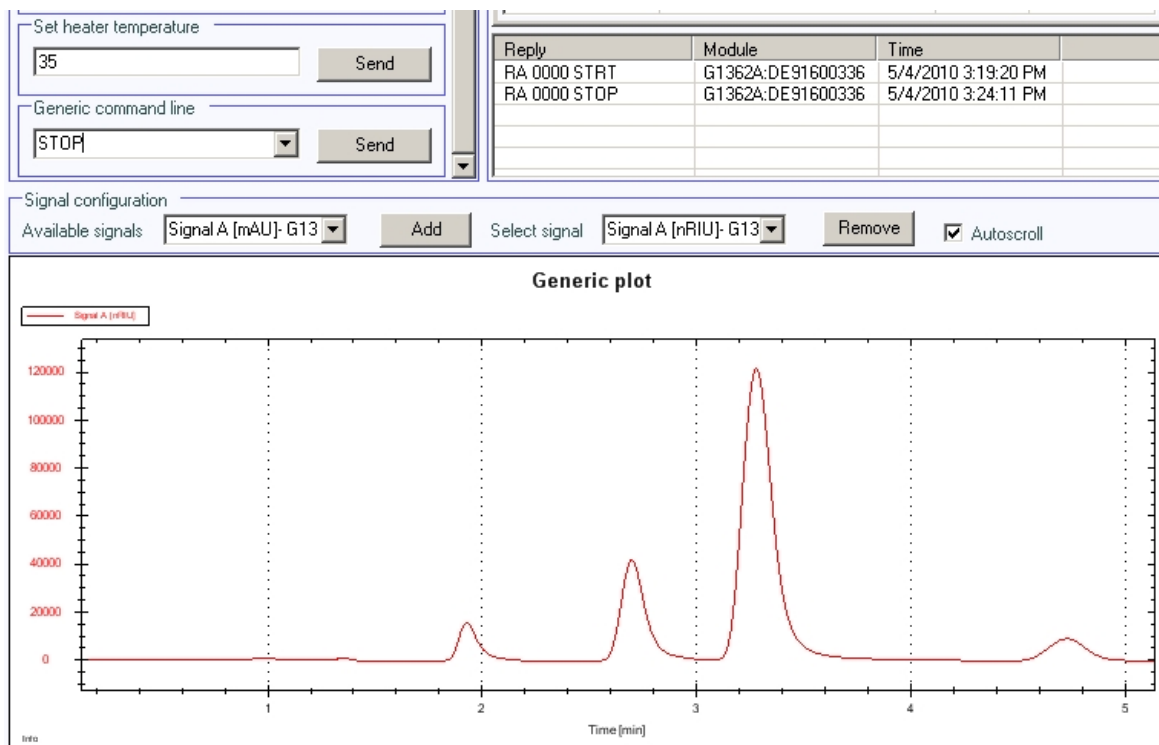 Set heater temperature
35
Send
Generic command line
STOP
Send
Reply Module Time
RA 0000 STRT G1362A:DE91600336 5/4/2010 3:19:20 PM
RA 0000 STOP G1362A:DE91600336 5/4/2010 3:24:11 PM
Signal configuration
Available signals Signal A [mAU]- G13 Add Select signal Signal A [nRIU]- G13 Remove Autoscroll
Generic plot
Signal A [nRIU]
120000
100000
80000
60000
40000
20000
0
1 2 3 4 5
Time [min]
Info